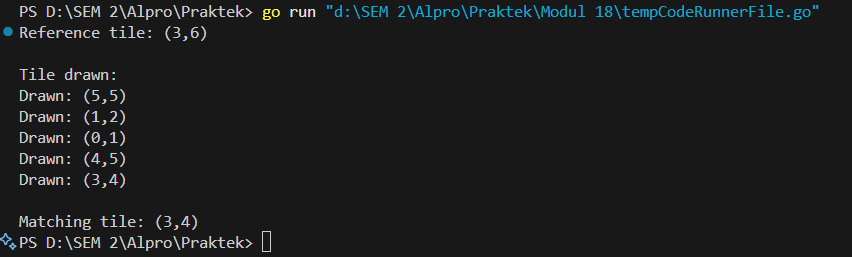 PS D:\SEM 2\Alpro\Praktek> go run "d:\SEM 2\Alpro\Praktek\Modul 18\tempCodeRunnerFile.go"
Reference tile: (3,6)
Tile drawn:
Drawn: (5,5)
Drawn: (1,2)
Drawn: (0,1)
Drawn: (4,5)
Drawn: (3,4)
Matching tile: (3,4)
PS D:\SEM 2\Alpro\Praktek>